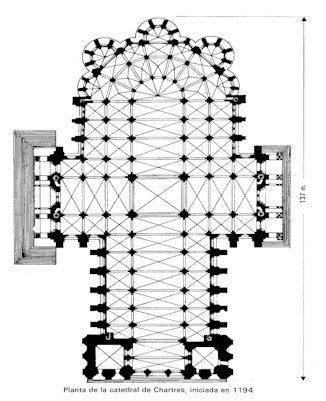 137 m.
Planta de la catedral de Chartres, iniciada en 1194.